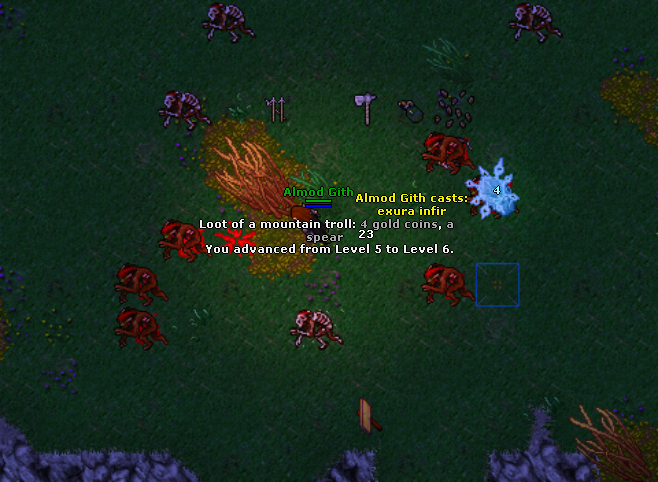 4
Almod Gith
Almod Gith casts:
exura infir
Loot of a mountain troll: 4 gold coins, a
spear
23
You advanced from Level 5 to Level 6.